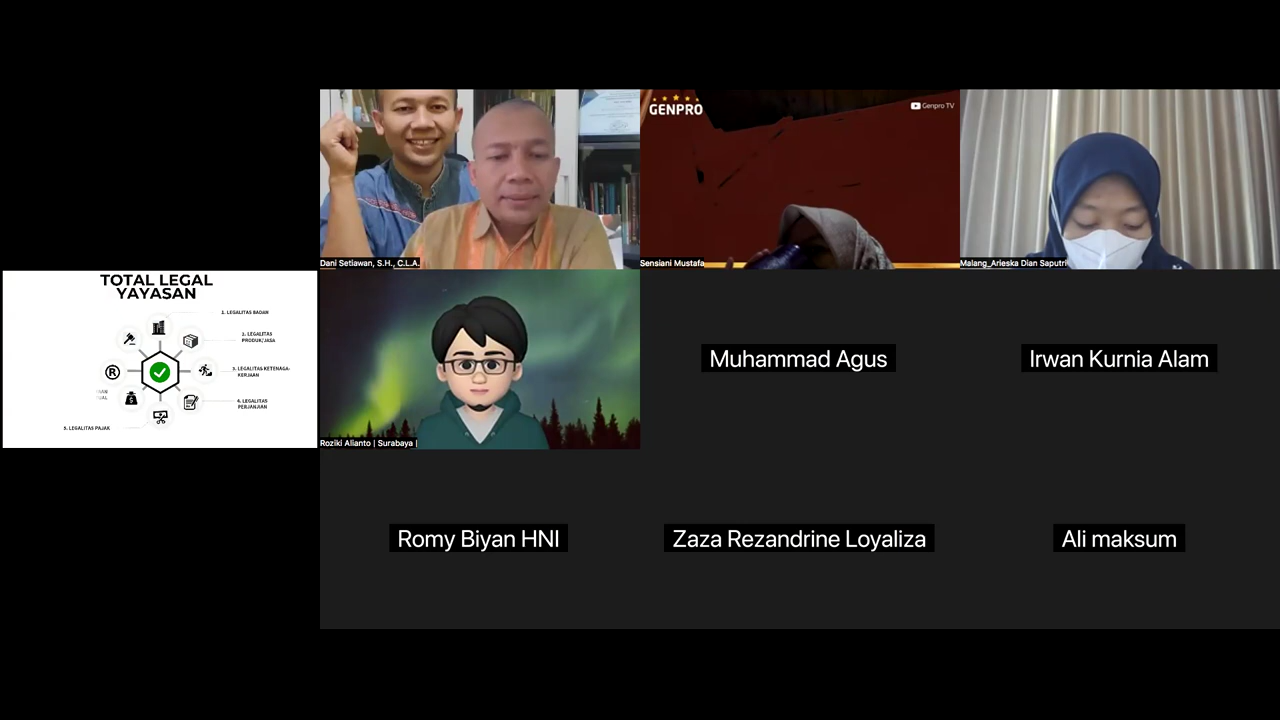 TOTAL LEGAL
YAYASAN
1. LEGALITAS BADAN
2. LEGALITAS
PRODUK/JASA
3. LEGALITAS KETENAGA-
KERJAAN
4. LEGALITAS
PERJANJIAN
5. LEGALITAS PAJAK
R
GENPRO
Genpro TV
Dani Setiawan, S.H., C.L.A.
Sensiani Mustafa
Malang_Arieska Dian Saputri
Roziki Alianto | Surabaya |
Muhammad Agus
Irwan Kurnia Alam
Romy Biyan HNI
Zaza Rezandrine Loyaliza
Ali maksum